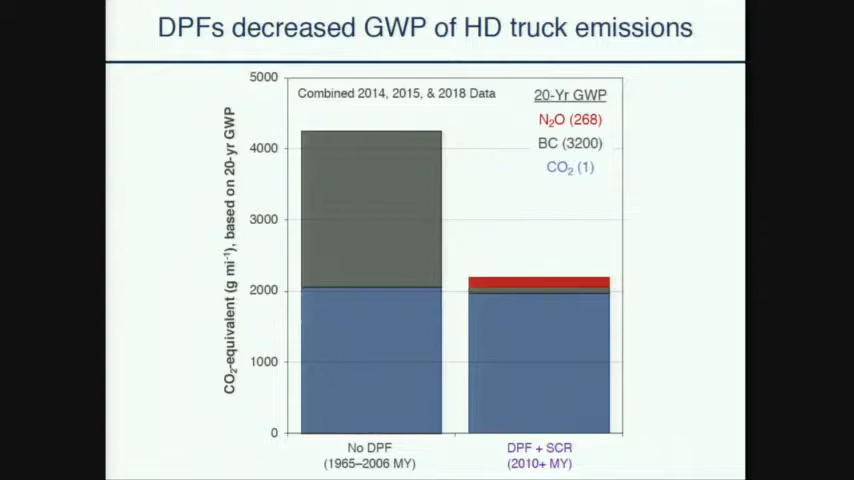 DPFs decreased GWP of HD truck emissions
Combined 2014, 2015, & 2018 Data
20-Yr GWP
N₂O (268)
BC (3200)
CO₂ (1)
CO₂-equivalent (g mi⁻¹), based on 20-yr GWP
5000
4000
3000
2000
1000
0
No DPF
(1965–2006 MY)
DPF + SCR
(2010+ MY)